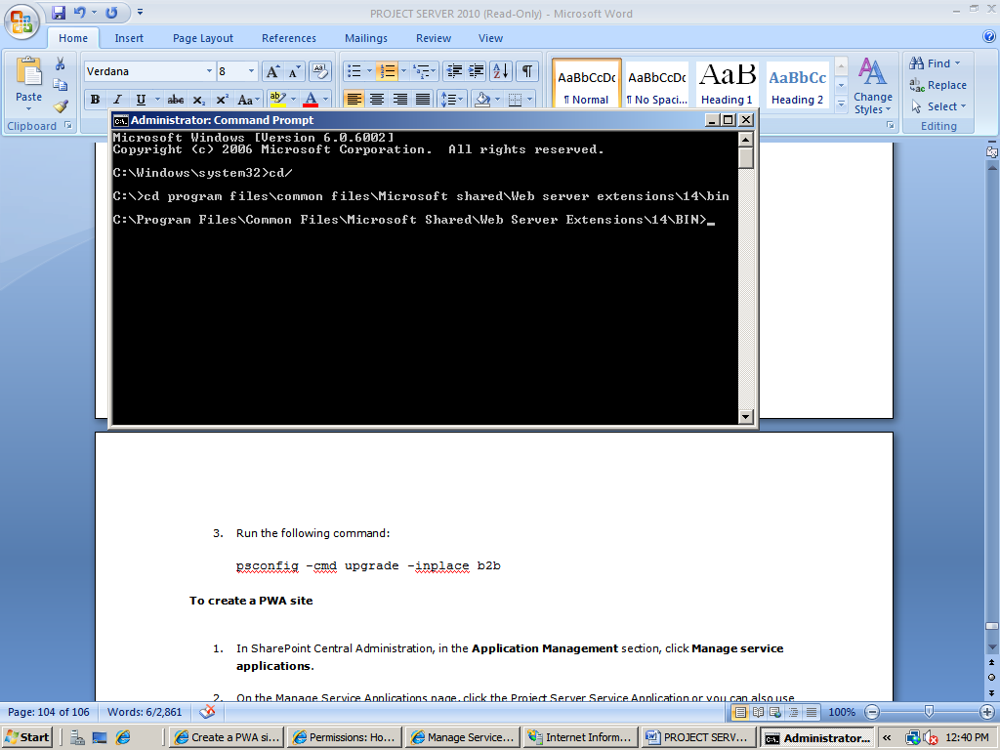 PROJECT SERVER 2010 (Read-Only) - Microsoft Word
Home Insert Page Layout References Mailings Review View
Paste
Clipboard
Verdana 8
B I U abc X₂ X² Aa
AaBbCcDc AaBbCcDc AaB AaBbCc
¶ Normal ¶ No Spaci... Heading 1 Heading 2
Change Styles
Find
Replace
Select
Editing
Administrator: Command Prompt
Microsoft Windows [Version 6.0.6002]
Copyright (c) 2006 Microsoft Corporation.  All rights reserved.
C:\Windows\system32>cd/
C:\>cd program files\common files\Microsoft shared\Web server extensions\14\bin
C:\Program Files\Common Files\Microsoft Shared\Web Server Extensions\14\BIN>_
3. Run the following command:
psconfig -cmd upgrade -inplace b2b
To create a PWA site
1. In SharePoint Central Administration, in the Application Management section, click Manage service
applications.
2. On the Manage Service Applications page, click the Project Server Service Application or you can also use
Page: 104 of 106 Words: 6/2,861 100%
Start Create a PWA si... Permissions: Ho... Manage Service... Internet Inform... PROJECT SERV... Administrator... « 12:40 PM